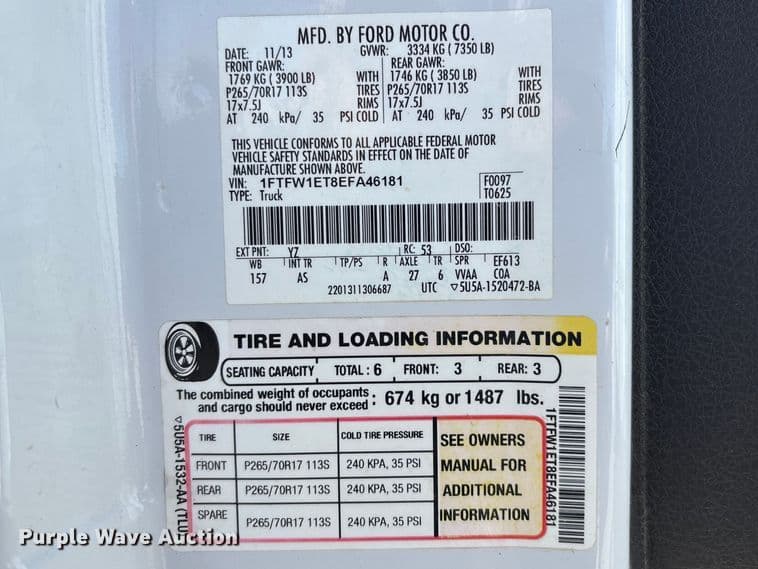 MFD. BY FORD MOTOR CO.
DATE: 11/13 GVWR: 3334 KG ( 7350 LB)
FRONT GAWR: REAR GAWR:
1769 KG ( 3900 LB) WITH 1746 KG ( 3850 LB) WITH
P265/70R17 113S TIRES P265/70R17 113S TIRES
17x7.5J RIMS 17x7.5J RIMS
AT 240 kPa/ 35 PSI COLD AT 240 kPa/ 35 PSI COLD
THIS VEHICLE CONFORMS TO ALL APPLICABLE FEDERAL MOTOR
VEHICLE SAFETY STANDARDS IN EFFECT ON THE DATE OF
MANUFACTURE SHOWN ABOVE.
VIN: 1FTFW1ET8EFA46181 F0097
TYPE: Truck T0625
EXT PNT: YZ RC: 53 DSO:
WB INT TR TP/PS R AXLE TR SPR EF613
157 AS A 27 6 VVAA COA
2201311306687 UTC ▽5U5A-1520472-BA
TIRE AND LOADING INFORMATION
SEATING CAPACITY TOTAL : 6 FRONT: 3 REAR: 3
The combined weight of occupants
and cargo should never exceed : 674 kg or 1487 lbs.
TIRE SIZE COLD TIRE PRESSURE
FRONT P265/70R17 113S 240 KPA, 35 PSI
REAR P265/70R17 113S 240 KPA, 35 PSI
SPARE P265/70R17 113S 240 KPA, 35 PSI
SEE OWNERS
MANUAL FOR
ADDITIONAL
INFORMATION
▽5U5A-1532-AA (TLU)
1FTFW1ET8EFA46181
Purple Wave Auction